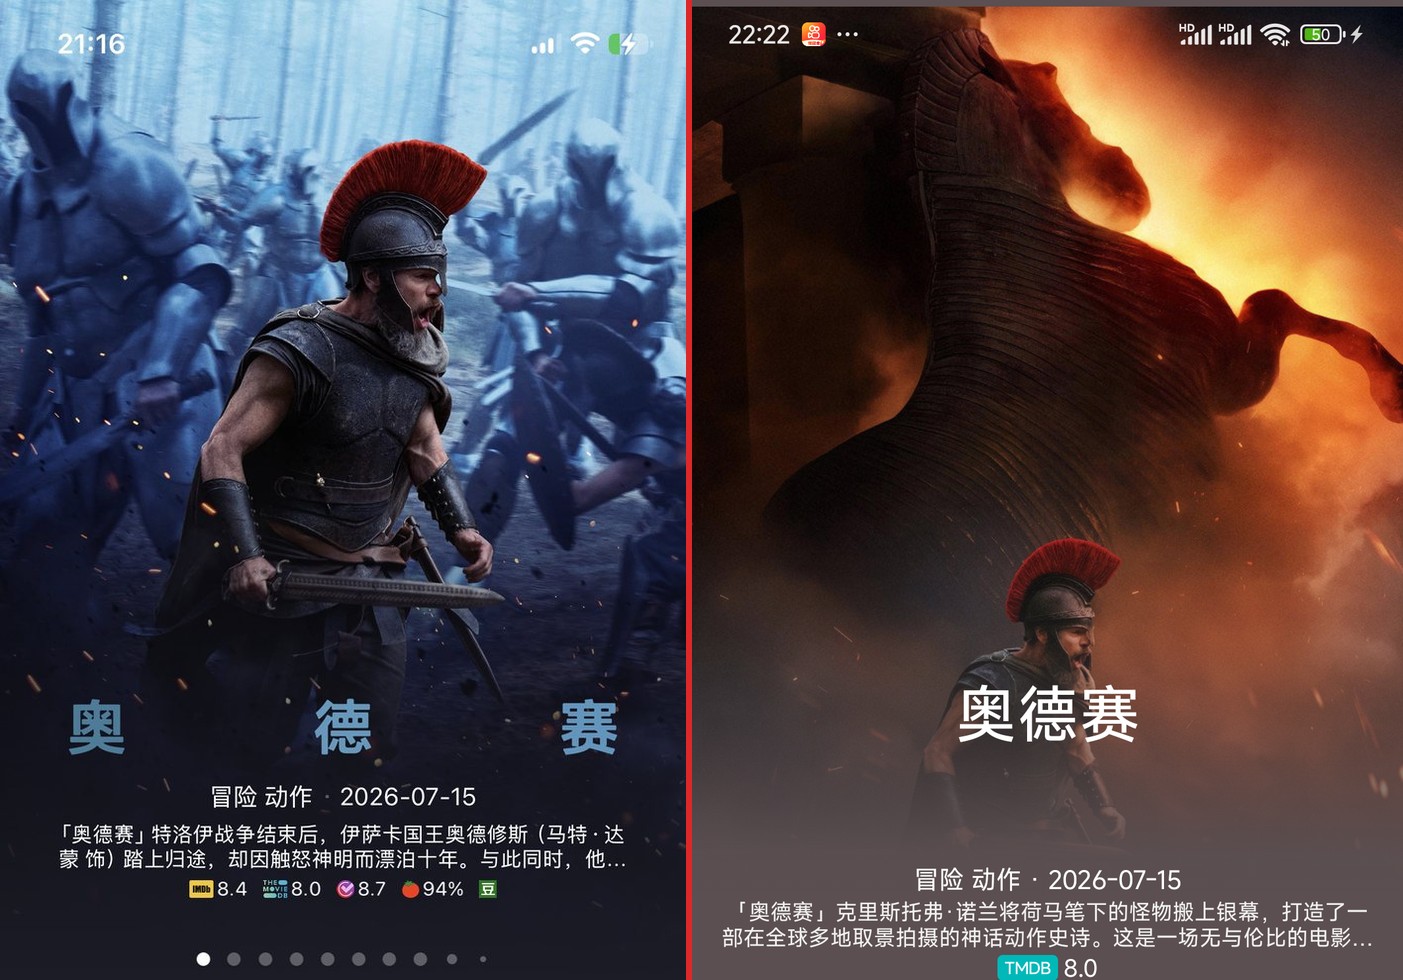 21:16
奥 德 赛
冒险 动作 · 2026-07-15
「奥德赛」特洛伊战争结束后，伊萨卡国王奥德修斯（马特·达
蒙 饰）踏上归途，却因触怒神明而漂泊十年。与此同时，他...
IMDb 8.4 THE MOVIE DB 8.0 8.7 94% 豆
22:22 ...
HD HD 50
奥德赛
冒险 动作 · 2026-07-15
「奥德赛」克里斯托弗·诺兰将荷马笔下的怪物搬上银幕，打造了一
部在全球多地取景拍摄的神话动作史诗。这是一场无与伦比的电影...
TMDB 8.0